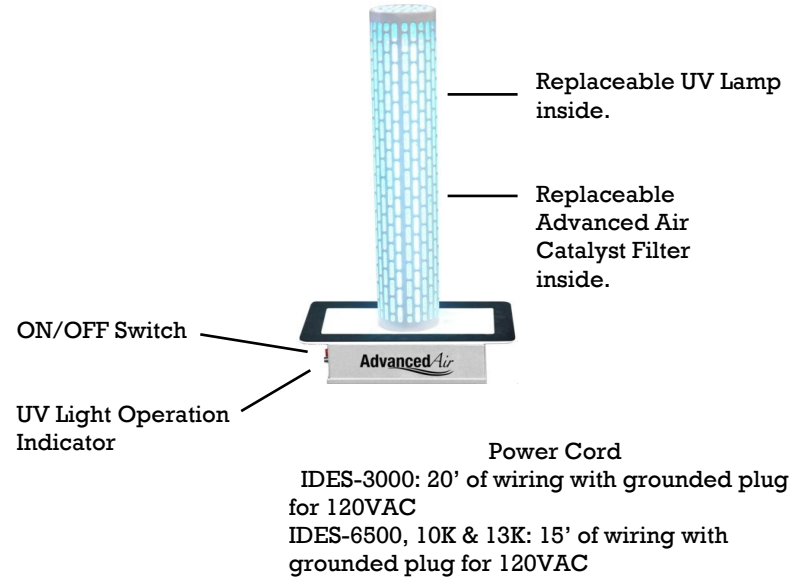 Replaceable UV Lamp
inside.
Replaceable
Advanced Air
Catalyst Filter
inside.
ON/OFF Switch
AdvancedAir
UV Light Operation
Indicator
Power Cord
IDES-3000: 20’ of wiring with grounded plug
for 120VAC
IDES-6500, 10K & 13K: 15’ of wiring with
grounded plug for 120VAC